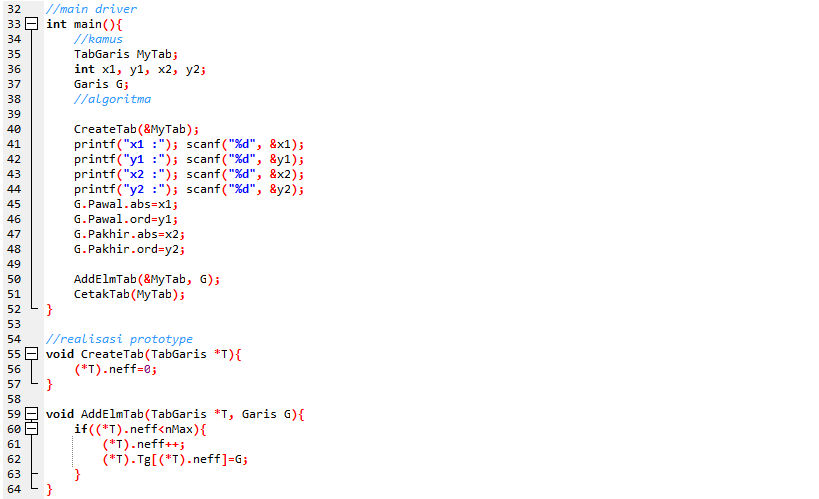 32 //main driver
33 int main(){
34 //kamus
35 TabGaris MyTab;
36 int x1, y1, x2, y2;
37 Garis G;
38 //algoritma
39
40 CreateTab(&MyTab);
41 printf("x1 :"); scanf("%d", &x1);
42 printf("y1 :"); scanf("%d", &y1);
43 printf("x2 :"); scanf("%d", &x2);
44 printf("y2 :"); scanf("%d", &y2);
45 G.Pawal.abs=x1;
46 G.Pawal.ord=y1;
47 G.Pakhir.abs=x2;
48 G.Pakhir.ord=y2;
49
50 AddElmTab(&MyTab, G);
51 CetakTab(MyTab);
52 }
53
54 //realisasi prototype
55 void CreateTab(TabGaris *T){
56 (*T).neff=0;
57 }
58
59 void AddElmTab(TabGaris *T, Garis G){
60 if((*T).neff<nMax){
61 (*T).neff++;
62 (*T).Tg[(*T).neff]=G;
63 }
64 }